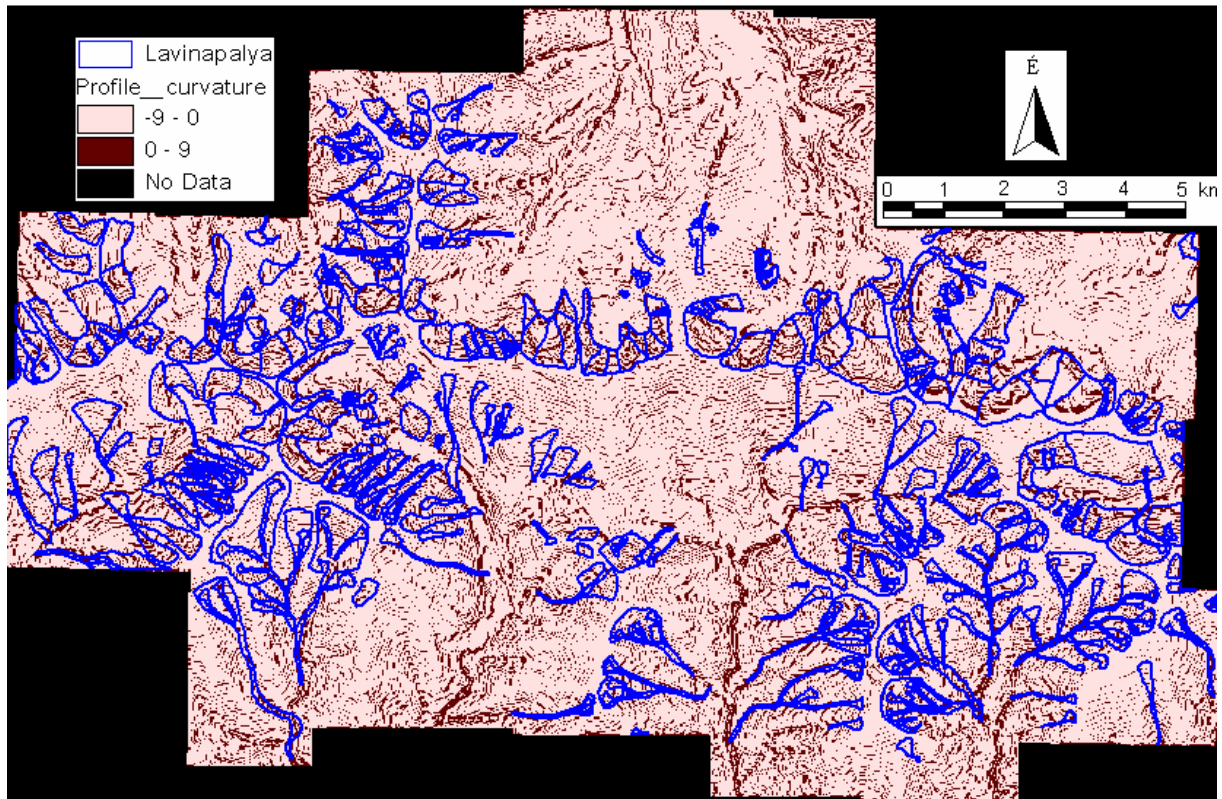 Lavinapalya
Profile__curvature
-9 - 0
0 - 9
No Data
É
0 1 2 3 4 5 km